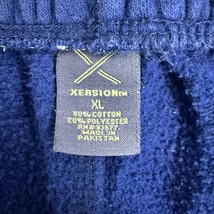 XERSION™
XL
80% COTTON
20% POLYESTER
RN#93677
MADE IN
PAKISTAN